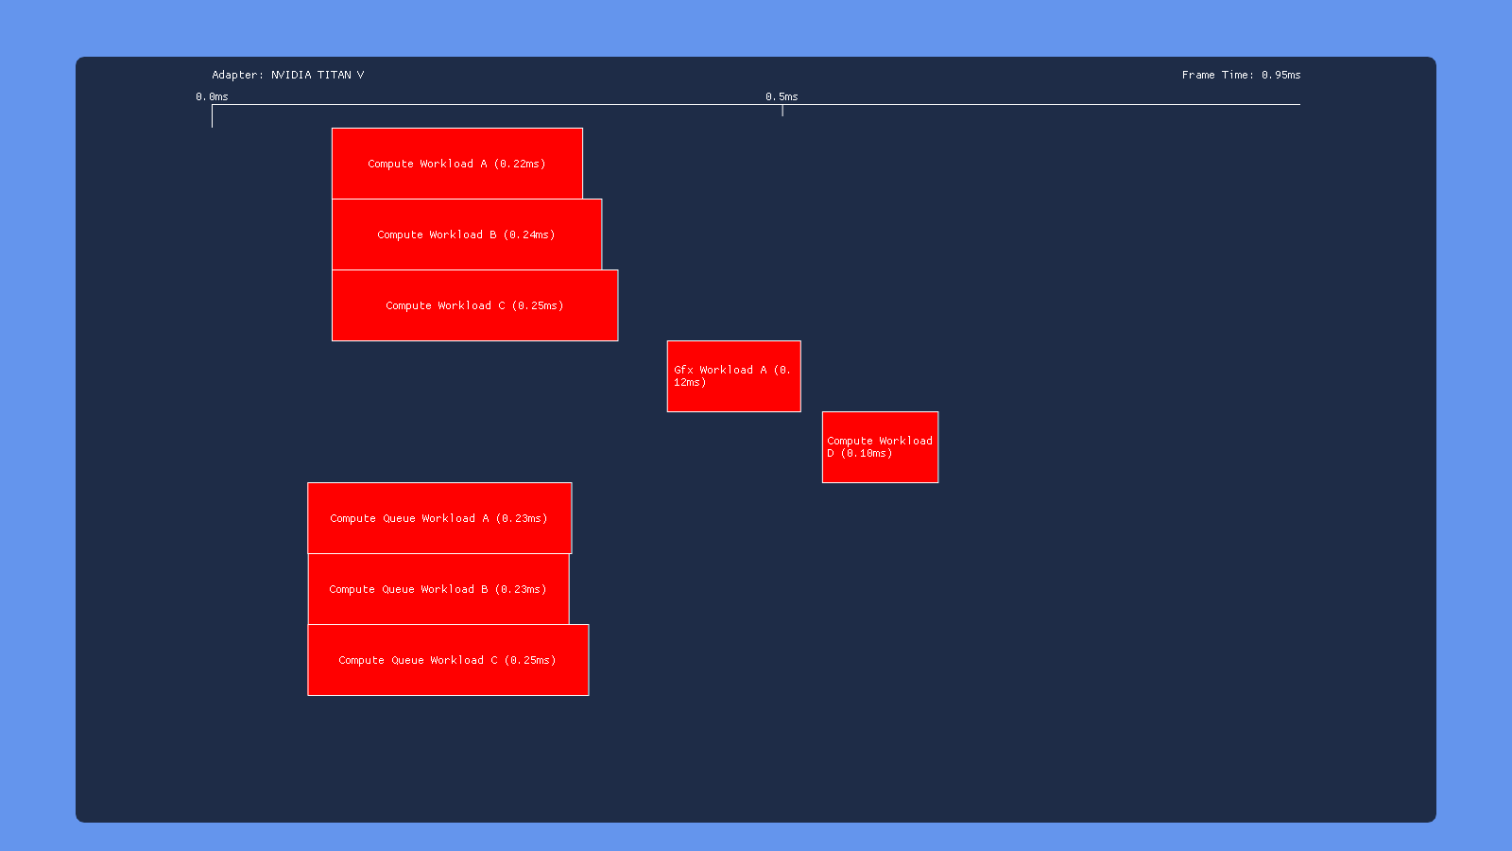 Adapter: NVIDIA TITAN V
Frame Time: 0.95ms
0.0ms
0.5ms
Compute Workload A (0.22ms)
Compute Workload B (0.24ms)
Compute Workload C (0.25ms)
Gfx Workload A (0.
12ms)
Compute Workload
D (0.10ms)
Compute Queue Workload A (0.23ms)
Compute Queue Workload B (0.23ms)
Compute Queue Workload C (0.25ms)